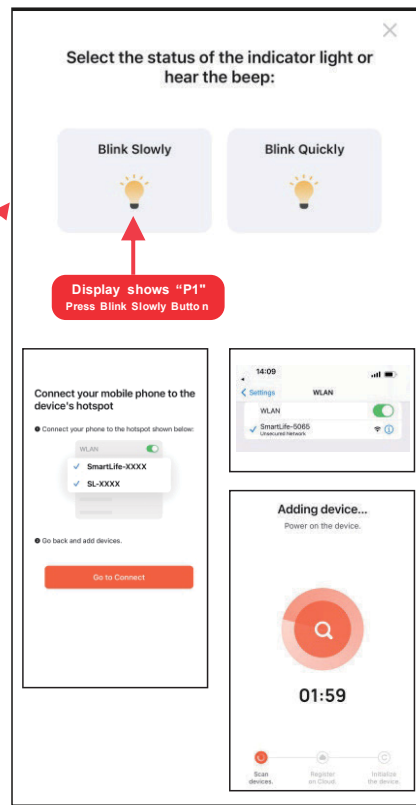 Select the status of the indicator light or
hear the beep:
Blink Slowly
Blink Quickly
Display shows “P1"
Press Blink Slowly Button
Connect your mobile phone to the
device's hotspot
❶ Connect your phone to the hotspot shown below:
WLAN
✓ SmartLife-XXXX
✓ SL-XXXX
❷ Go back and add devices.
Go to Connect
14:09
Settings
WLAN
WLAN
✓ SmartLife-5065
Unsecured Network
Adding device...
Power on the device.
01:59
Scan
devices.
Register
on Cloud.
Initialize
the device.